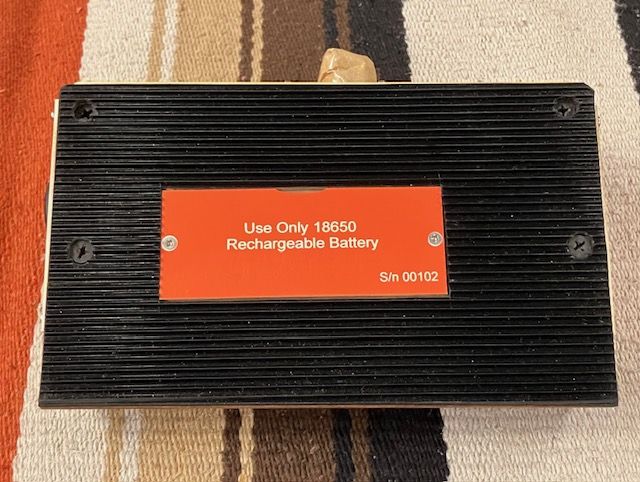 Use Only 18650
Rechargeable Battery
S/n 00102